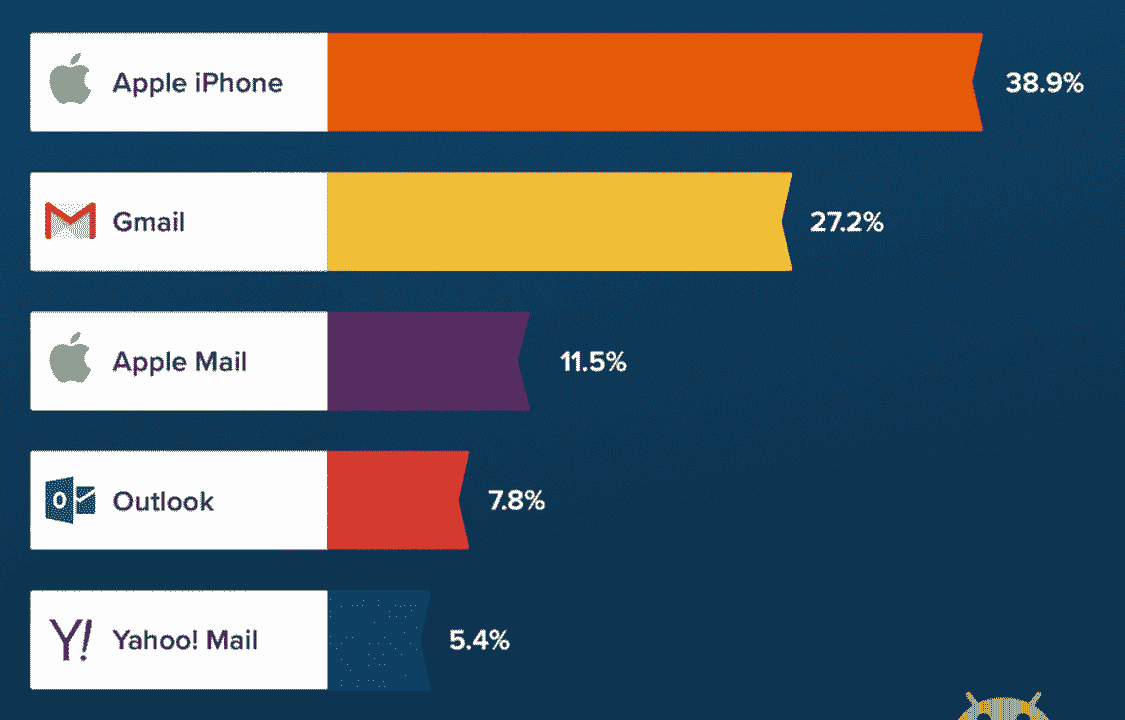 Apple iPhone 38.9%
Gmail 27.2%
Apple Mail 11.5%
Outlook 7.8%
Yahoo! Mail 5.4%